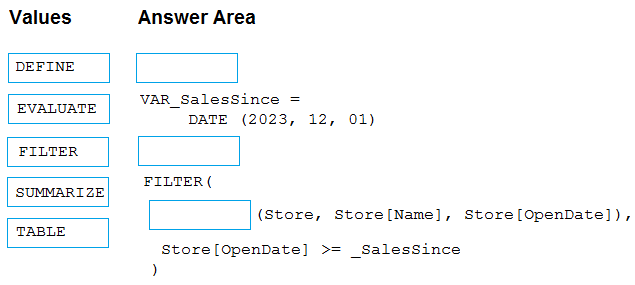 Values
Answer Area
DEFINE
EVALUATE
FILTER
SUMMARIZE
TABLE
VAR_SalesSince =
DATE (2023, 12, 01)
FILTER(
(Store, Store[Name], Store[OpenDate]),
Store[OpenDate] >= _SalesSince
)